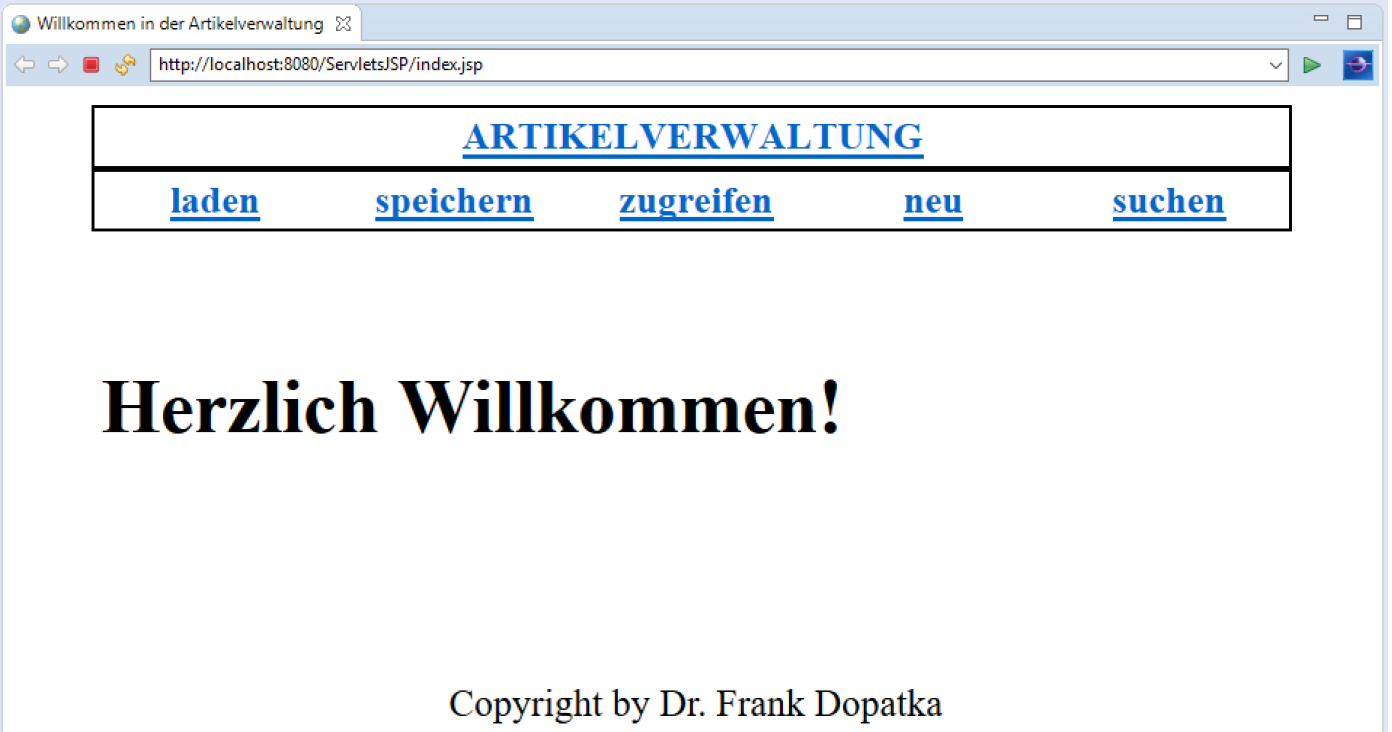 Willkommen in der Artikelverwaltung
http://localhost:8080/ServletsJSP/index.jsp
ARTIKELVERWALTUNG
laden speichern zugreifen neu suchen
Herzlich Willkommen!
Copyright by Dr. Frank Dopatka